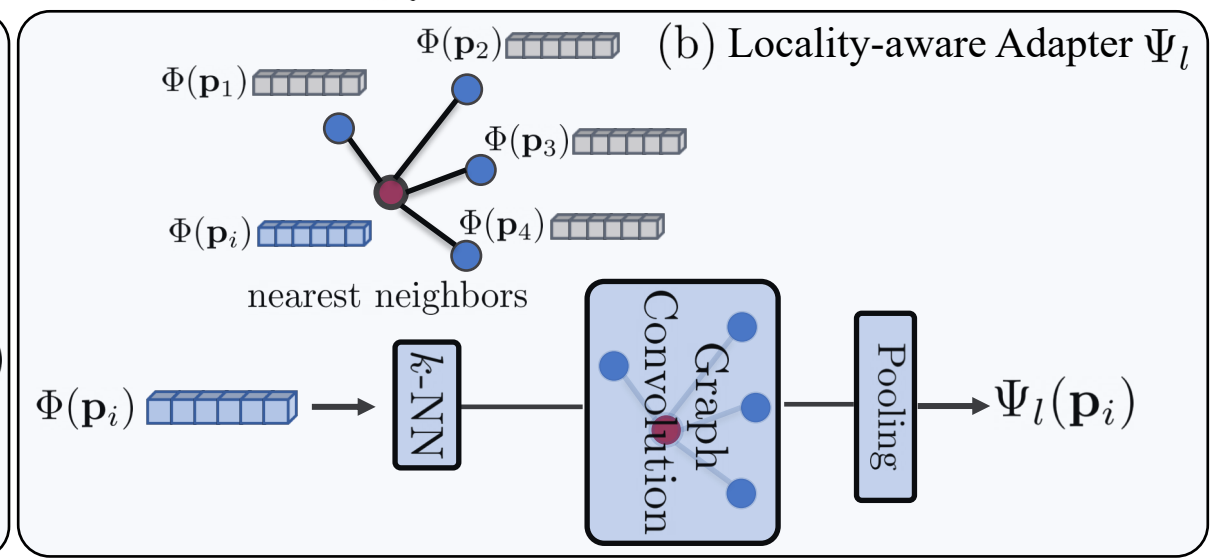 (b) Locality-aware Adapter Ψ_l
Φ(p₂)
Φ(p₁)
Φ(p₃)
Φ(p_i)
Φ(p₄)
nearest neighbors
Φ(p_i)
k-NN
Graph
Convolution
Pooling
Ψ_l(p_i)